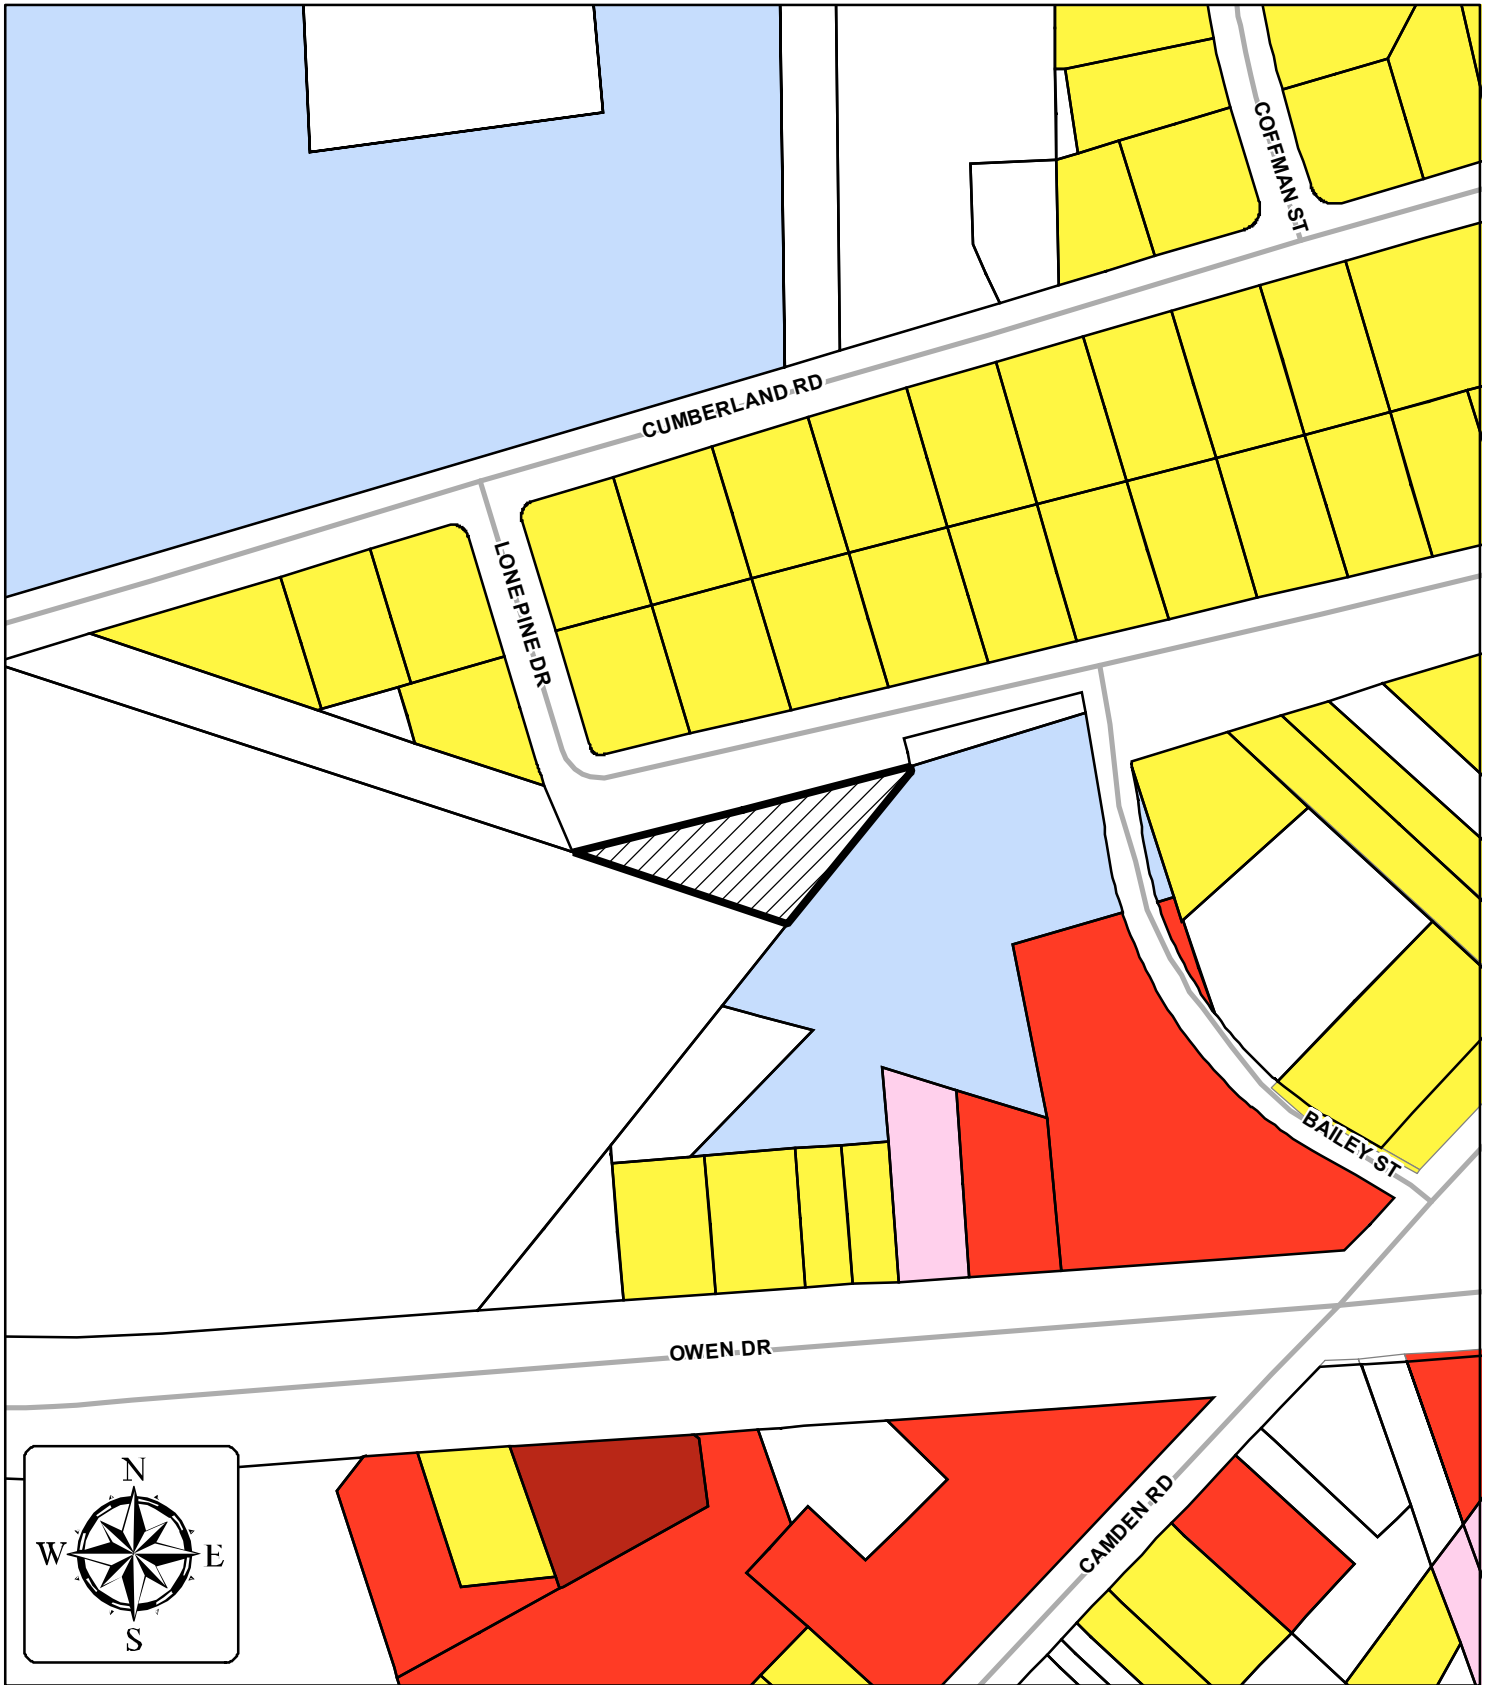 COFFMAN ST
CUMBERLAND RD
LONE PINE DR
BAILEY ST
OWEN DR
CAMDEN RD
N
W E
S